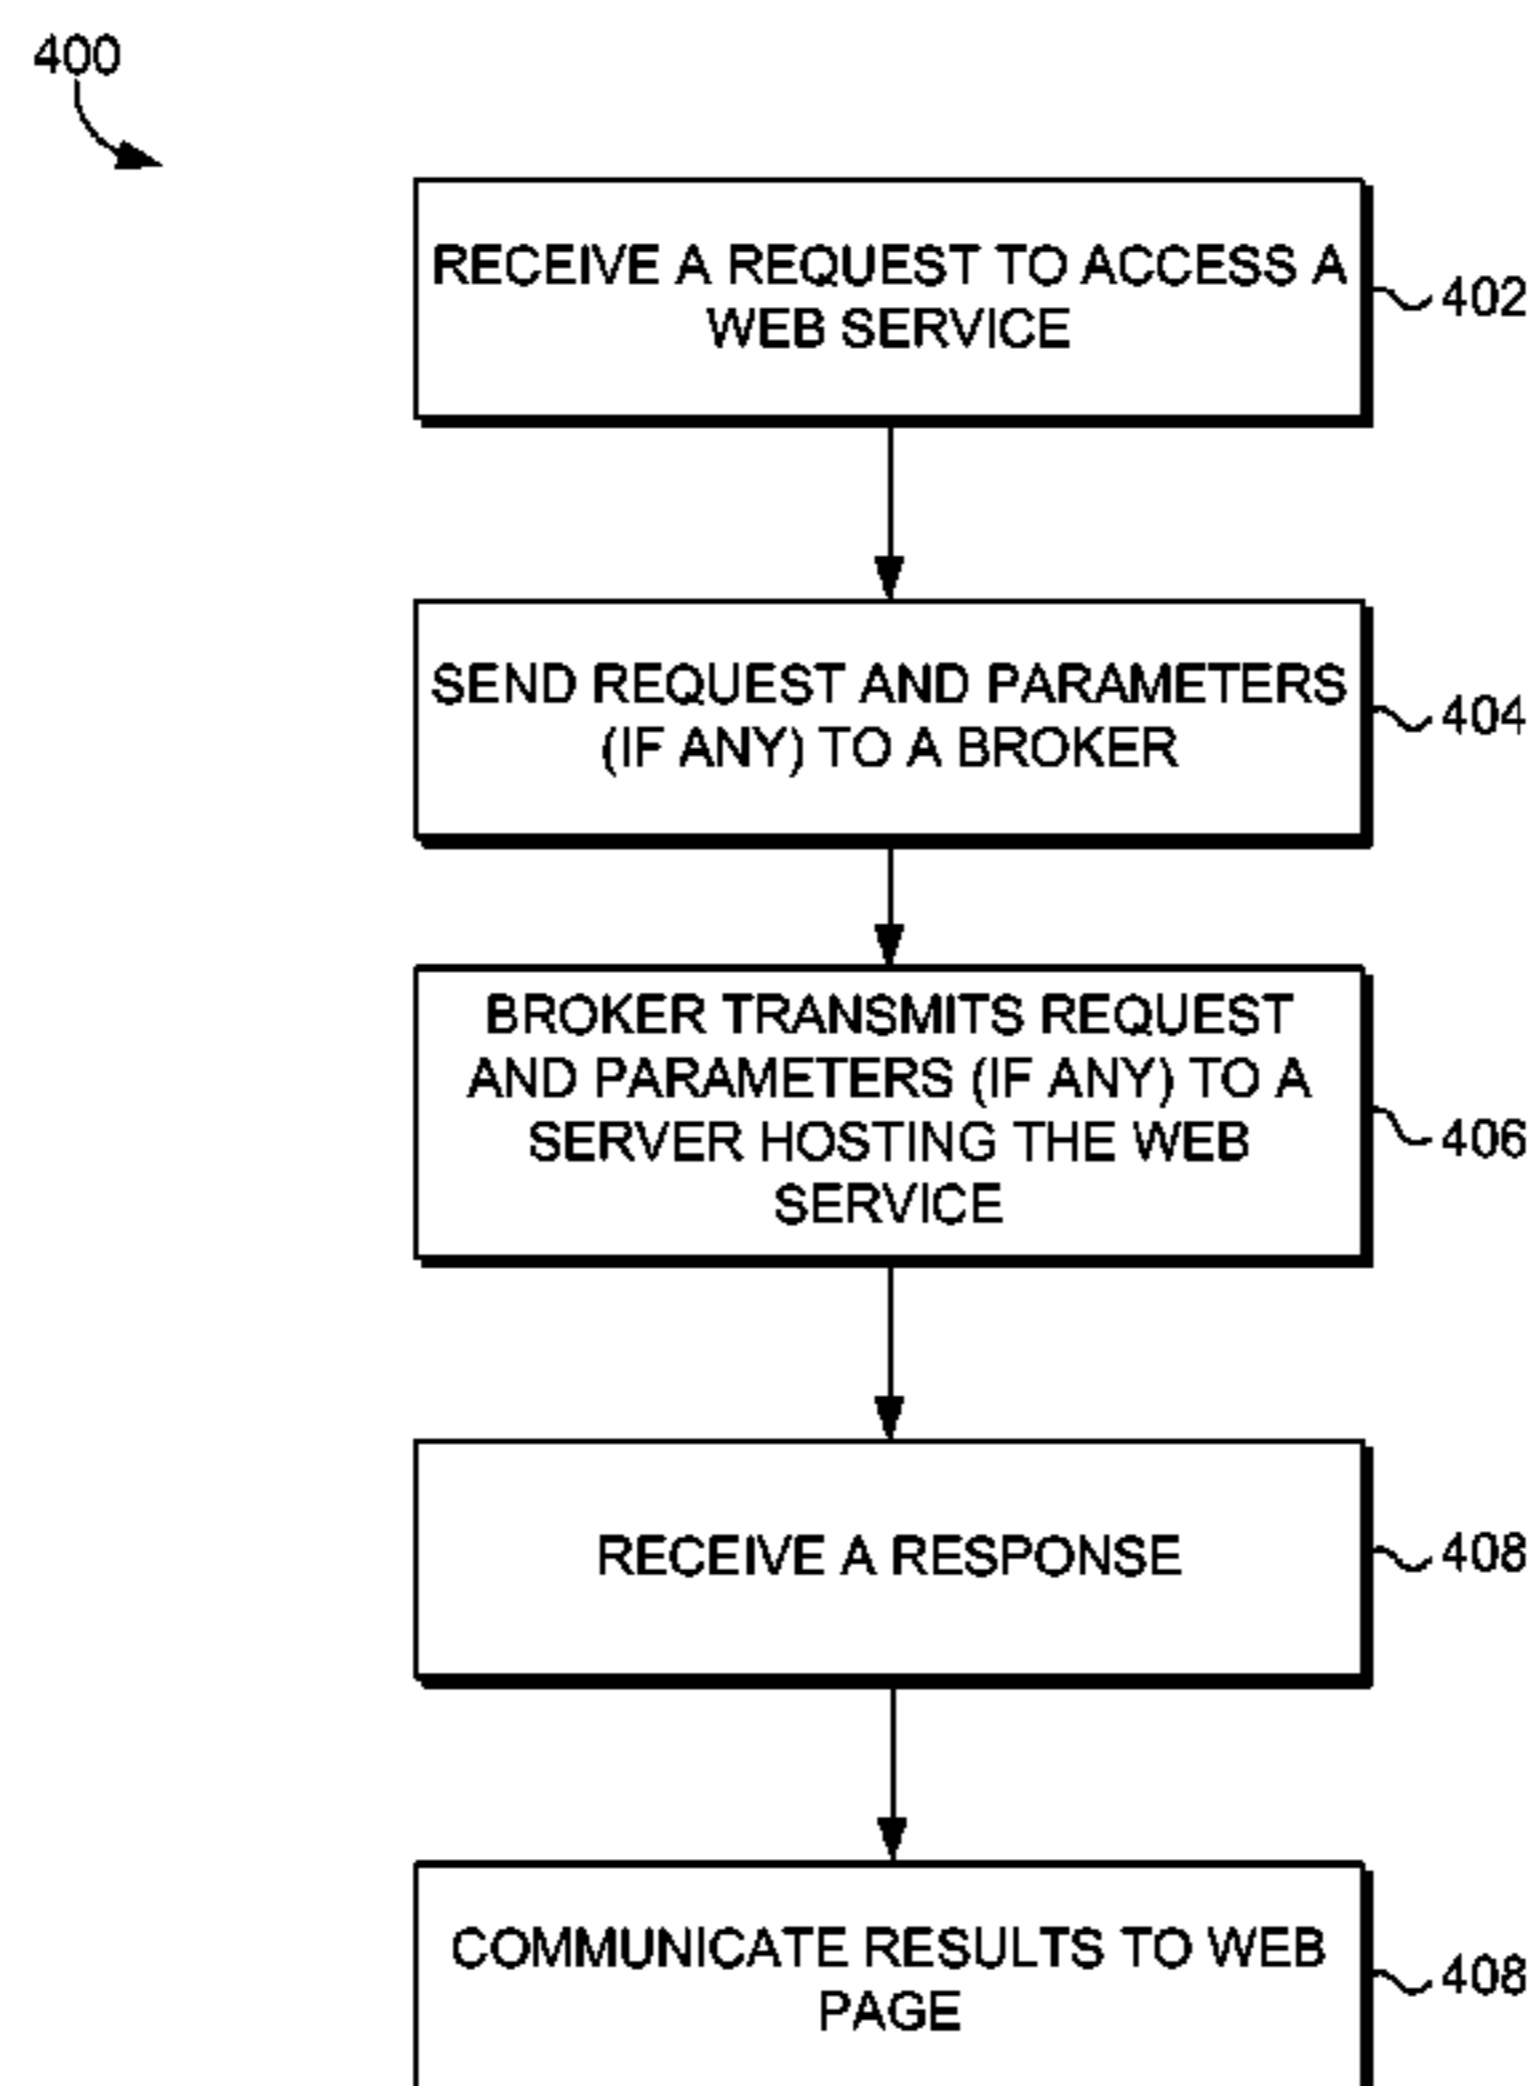 400
RECEIVE A REQUEST TO ACCESS A
WEB SERVICE
402
SEND REQUEST AND PARAMETERS
(IF ANY) TO A BROKER
404
BROKER TRANSMITS REQUEST
AND PARAMETERS (IF ANY) TO A
SERVER HOSTING THE WEB
SERVICE
406
RECEIVE A RESPONSE
408
COMMUNICATE RESULTS TO WEB
PAGE
408